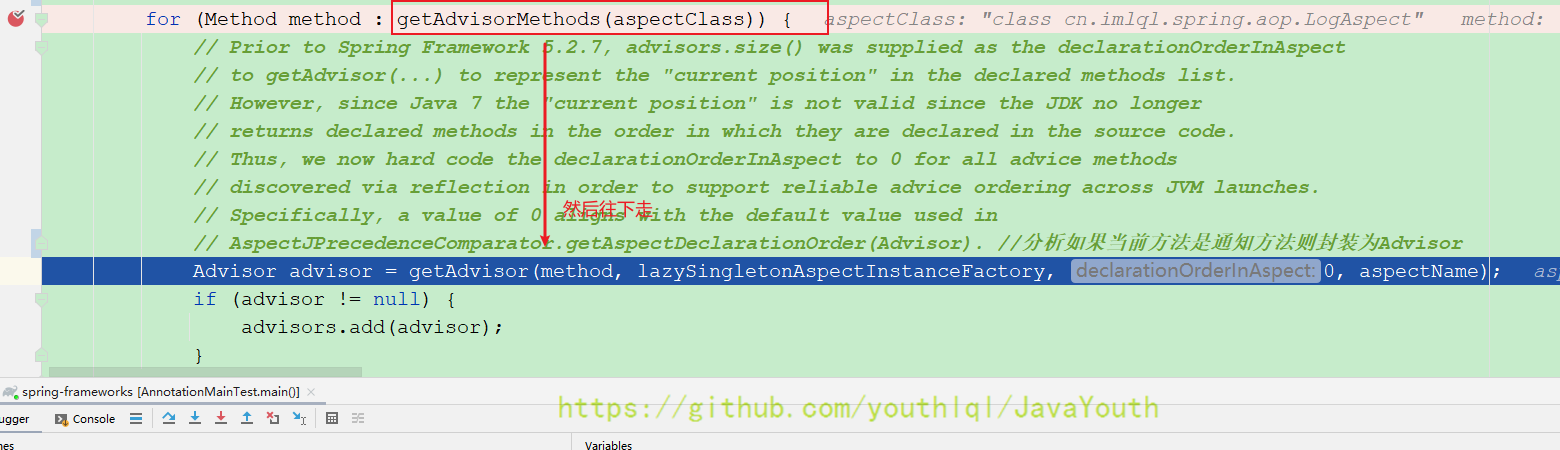 for (Method method : getAdvisorMethods(aspectClass)) { aspectClass: "class cn.imlql.spring.aop.LogAspect" method:
// Prior to Spring Framework 5.2.7, advisors.size() was supplied as the declarationOrderInAspect
// to getAdvisor(...) to represent the "current position" in the declared methods list.
// However, since Java 7 the "current position" is not valid since the JDK no longer
// returns declared methods in the order in which they are declared in the source code.
// Thus, we now hard code the declarationOrderInAspect to 0 for all advice methods
// discovered via reflection in order to support reliable advice ordering across JVM launches.
// Specifically, a value of 0 aligns with the default value used in
然后往下走
// AspectJPrecedenceComparator.getAspectDeclarationOrder(Advisor). //分析如果当前方法是通知方法则封装为Advisor
Advisor advisor = getAdvisor(method, lazySingletonAspectInstanceFactory, declarationOrderInAspect: 0, aspectName); asp
if (advisor != null) {
advisors.add(advisor);
}
spring-frameworks [AnnotationMainTest.main()]
ugger Console
https://github.com/youthlql/JavaYouth
nes Variables